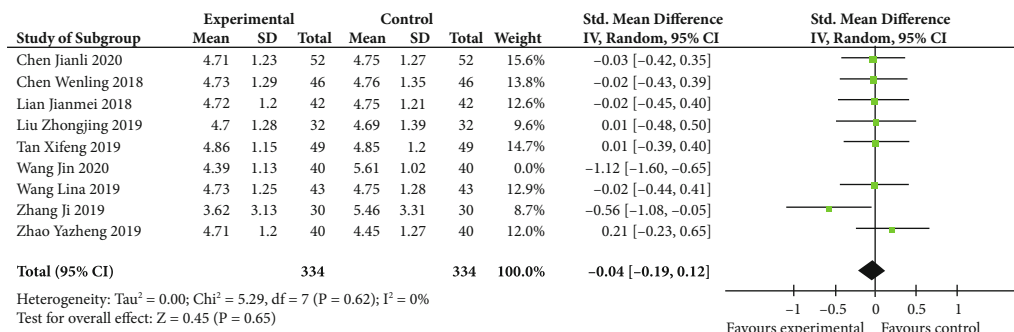 Experimental Control Std. Mean Difference Std. Mean Difference
Study of Subgroup Mean SD Total Mean SD Total Weight IV, Random, 95% CI IV, Random, 95% CI
Chen Jianli 2020 4.71 1.23 52 4.75 1.27 52 15.6% –0.03 [–0.42, 0.35]
Chen Wenling 2018 4.73 1.29 46 4.76 1.35 46 13.8% –0.02 [–0.43, 0.39]
Lian Jianmei 2018 4.72 1.2 42 4.75 1.21 42 12.6% –0.02 [–0.45, 0.40]
Liu Zhongjing 2019 4.7 1.28 32 4.69 1.39 32 9.6% 0.01 [–0.48, 0.50]
Tan Xifeng 2019 4.86 1.15 49 4.85 1.2 49 14.7% 0.01 [–0.39, 0.40]
Wang Jin 2020 4.39 1.13 40 5.61 1.02 40 0.0% –1.12 [–1.60, –0.65]
Wang Lina 2019 4.73 1.25 43 4.75 1.28 43 12.9% –0.02 [–0.44, 0.41]
Zhang Ji 2019 3.62 3.13 30 5.46 3.31 30 8.7% –0.56 [–1.08, –0.05]
Zhao Yazheng 2019 4.71 1.2 40 4.45 1.27 40 12.0% 0.21 [–0.23, 0.65]
Total (95% CI) 334 334 100.0% –0.04 [–0.19, 0.12]
Heterogeneity: Tau² = 0.00; Chi² = 5.29, df = 7 (P = 0.62); I² = 0%
Test for overall effect: Z = 0.45 (P = 0.65)
–1 –0.5 0 0.5 1
Favours experimental Favours control